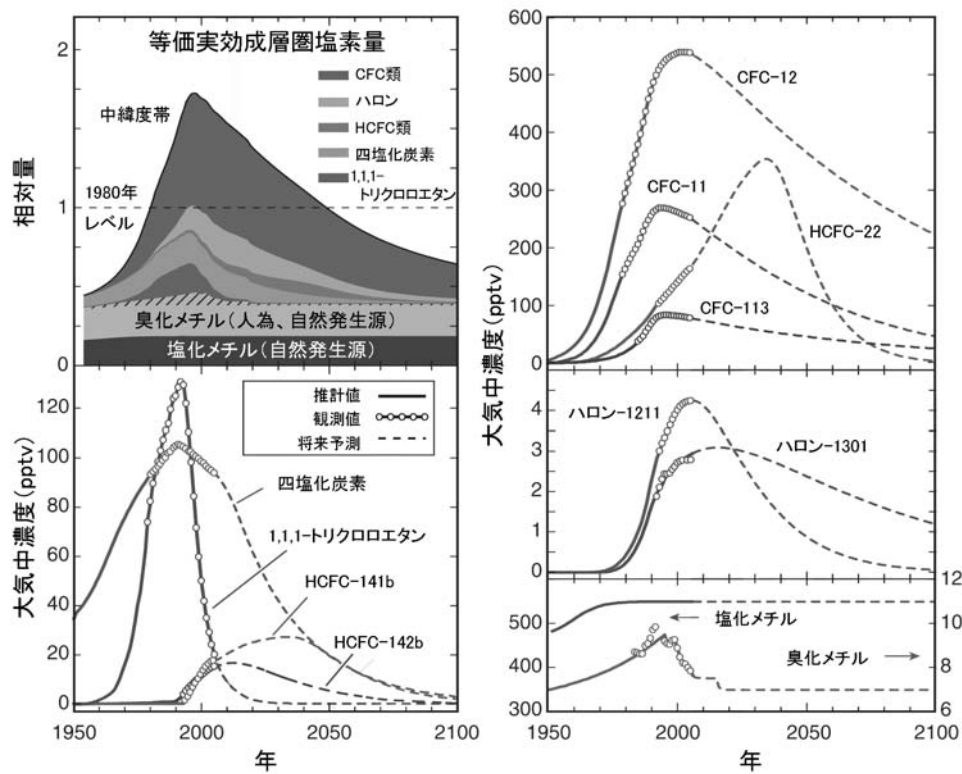 等価実効成層圏塩素量
CFC類
ハロン
HCFC類
四塩化炭素
1,1,1-
トリクロロエタン
中緯度帯
1980年
レベル
臭化メチル(人為、自然発生源)
塩化メチル(自然発生源)
相対量
2
1
0
推計値
観測値
将来予測
四塩化炭素
1,1,1-トリクロロエタン
HCFC-141b
HCFC-142b
大気中濃度(pptv)
120
100
80
60
40
20
0
1950
2000
2050
2100
年
600
500
400
300
200
100
0
CFC-12
CFC-11
HCFC-22
CFC-113
大気中濃度(pptv)
4
3
2
1
0
ハロン-1211
ハロン-1301
500
450
400
350
300
塩化メチル
臭化メチル
12
10
8
6
1950
2000
2050
2100
年